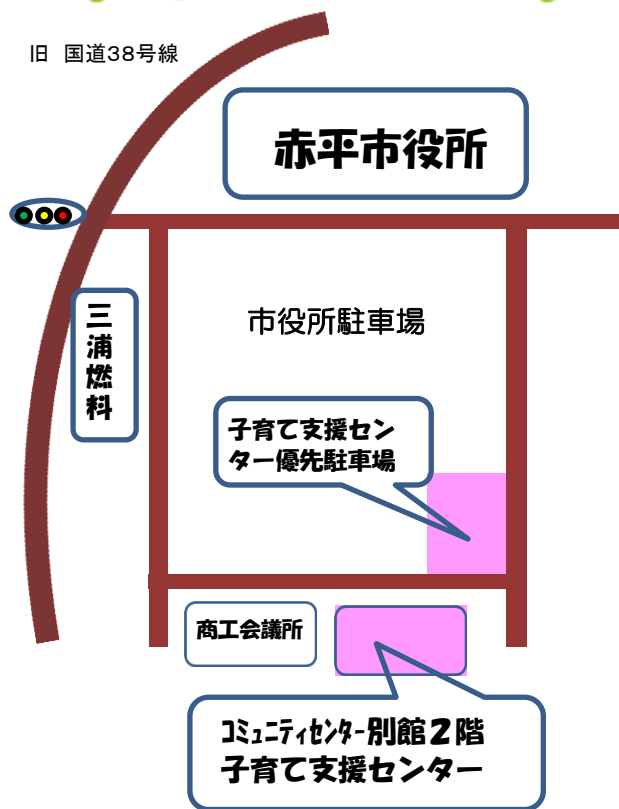 旧　国道38号線
赤平市役所
三浦燃料
市役所駐車場
子育て支援セン
ター優先駐車場
商工会議所
ｺﾐｭﾆﾃｨｾﾝﾀｰ別館２階
子育て支援センター